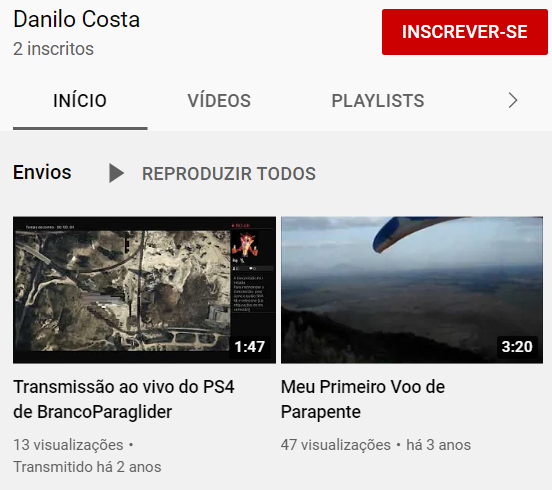 Danilo Costa
2 inscritos
INSCREVER-SE
INÍCIO
VÍDEOS
PLAYLISTS
Envios
REPRODUZIR TODOS
1:47
3:20
Transmissão ao vivo do PS4
de BrancoParaglider
13 visualizações •
Transmitido há 2 anos
Meu Primeiro Voo de
Parapente
47 visualizações • há 3 anos